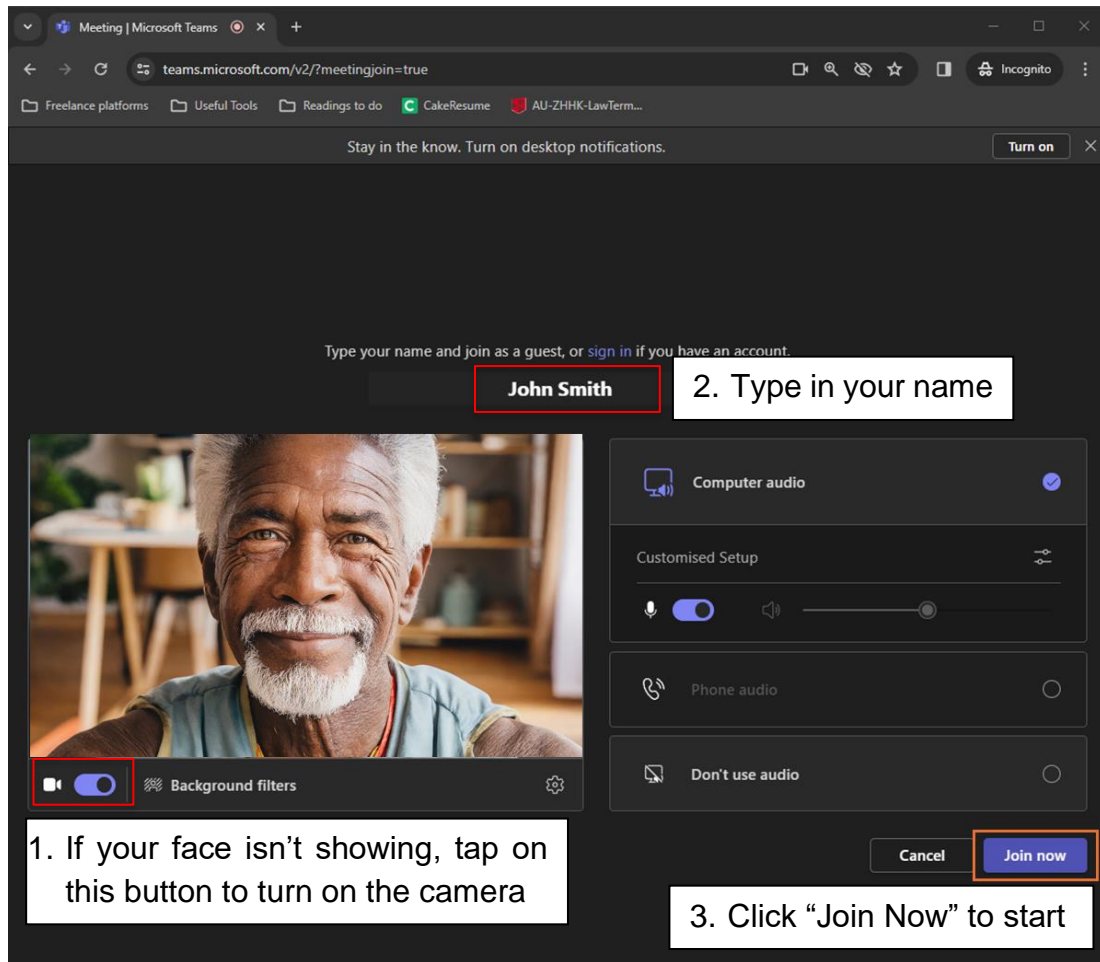 Meeting | Microsoft Teams
teams.microsoft.com/v2/?meetingjoin=true
Incognito
Freelance platforms Useful Tools Readings to do CakeResume AU-ZHHK-LawTerm...
Stay in the know. Turn on desktop notifications. Turn on
Type your name and join as a guest, or sign in if you have an account.
John Smith
2. Type in your name
Computer audio
Customised Setup
Phone audio
Don't use audio
Background filters
1. If your face isn’t showing, tap on
this button to turn on the camera
Cancel Join now
3. Click “Join Now” to start